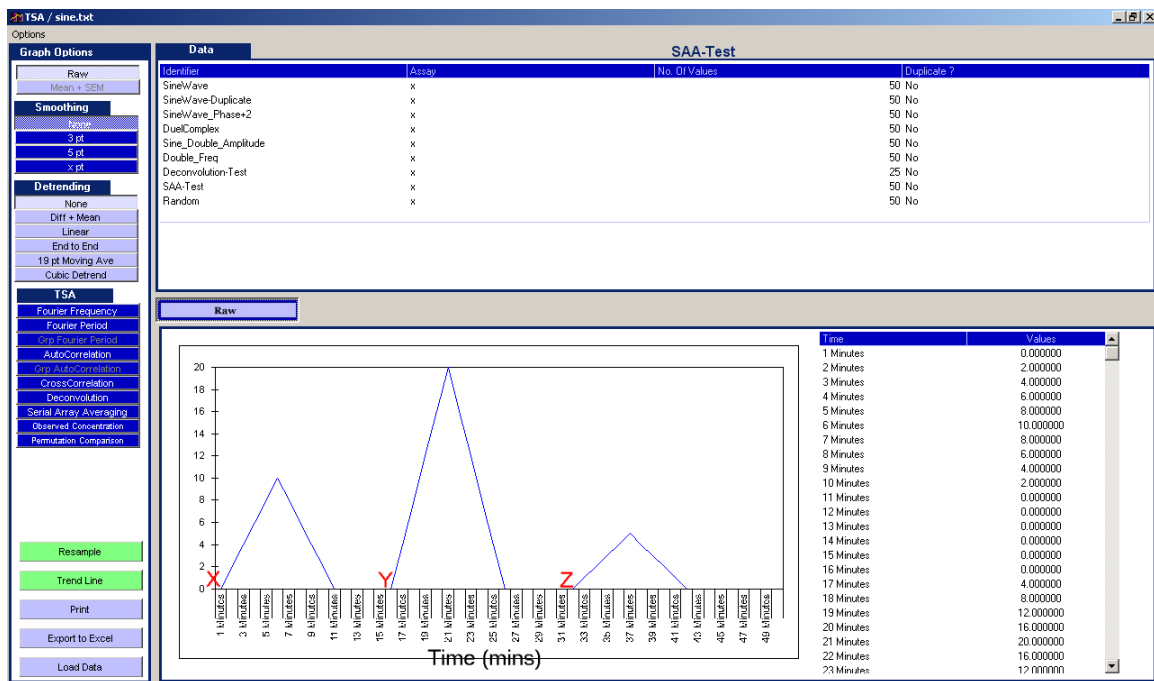 TSA / sine.txt
Options
Graph Options
Raw
Mean + SEM
Smoothing
None
3 pt
5 pt
x pt
Detrending
None
Diff + Mean
Linear
End to End
19 pt Moving Ave
Cubic Detrend
TSA
Fourier Frequency
Fourier Period
Grp Fourier Period
AutoCorrelation
Grp AutoCorrelation
CrossCorrelation
Deconvolution
Serial Array Averaging
Observed Concentration
Permutation Comparison
Resample
Trend Line
Print
Export to Excel
Load Data
Data SAA-Test
Identifier Assay No. Of Values Duplicate ?
SineWave x 50 No
SineWave-Duplicate x 50 No
SineWave_Phase+2 x 50 No
DuelComplex x 50 No
Sine_Double_Amplitude x 50 No
Double_Freq x 50 No
Deconvolution-Test x 25 No
SAA-Test x 50 No
Random x 50 No
Raw
20
18
16
14
12
10
8
6
4
2
0
X Y Z
1 Minutes 3 Minutes 5 Minutes 7 Minutes 9 Minutes 11 Minutes 13 Minutes 15 Minutes 17 Minutes 19 Minutes 21 Minutes 23 Minutes 25 Minutes 27 Minutes 29 Minutes 31 Minutes 33 Minutes 35 Minutes 37 Minutes 39 Minutes 41 Minutes 43 Minutes 45 Minutes 47 Minutes 49 Minutes
Time (mins)
Time Values
1 Minutes 0.000000
2 Minutes 2.000000
3 Minutes 4.000000
4 Minutes 6.000000
5 Minutes 8.000000
6 Minutes 10.000000
7 Minutes 8.000000
8 Minutes 6.000000
9 Minutes 4.000000
10 Minutes 2.000000
11 Minutes 0.000000
12 Minutes 0.000000
13 Minutes 0.000000
14 Minutes 0.000000
15 Minutes 0.000000
16 Minutes 0.000000
17 Minutes 4.000000
18 Minutes 8.000000
19 Minutes 12.000000
20 Minutes 16.000000
21 Minutes 20.000000
22 Minutes 16.000000
23 Minutes 12.000000